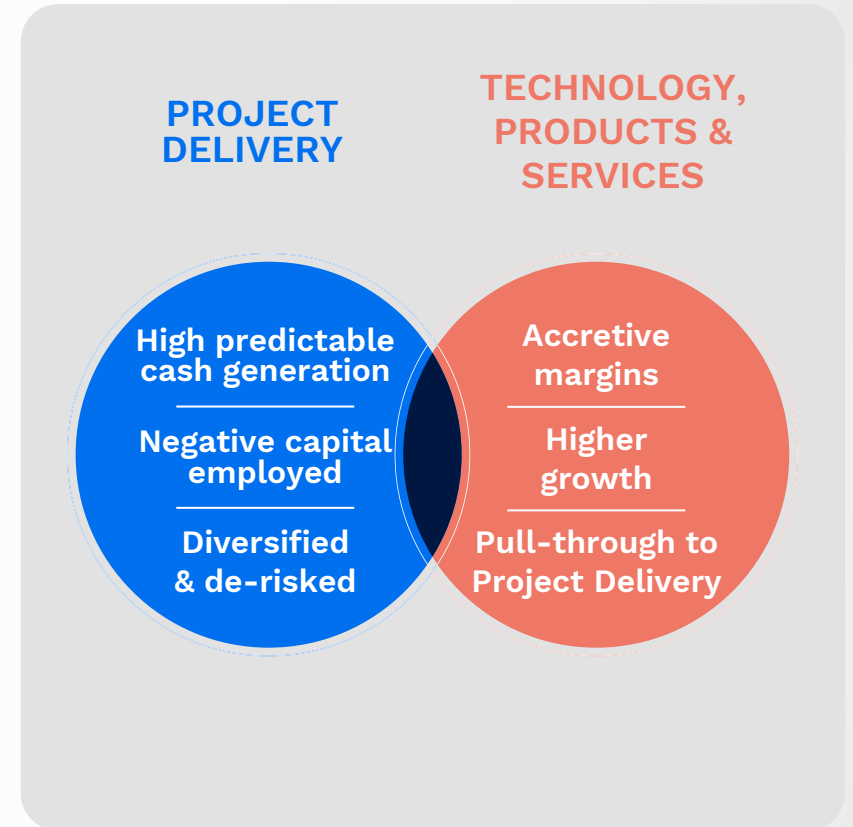 PROJECT
DELIVERY
TECHNOLOGY,
PRODUCTS &
SERVICES
High predictable
cash generation
Negative capital
employed
Diversified
& de-risked
Accretive
margins
Higher
growth
Pull-through to
Project Delivery